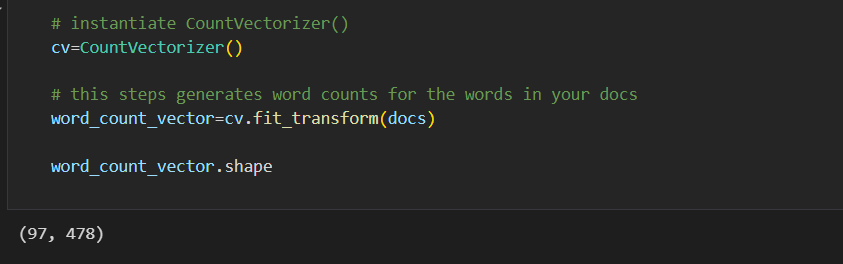 # instantiate CountVectorizer()
cv=CountVectorizer()
# this steps generates word counts for the words in your docs
word_count_vector=cv.fit_transform(docs)
word_count_vector.shape
(97, 478)